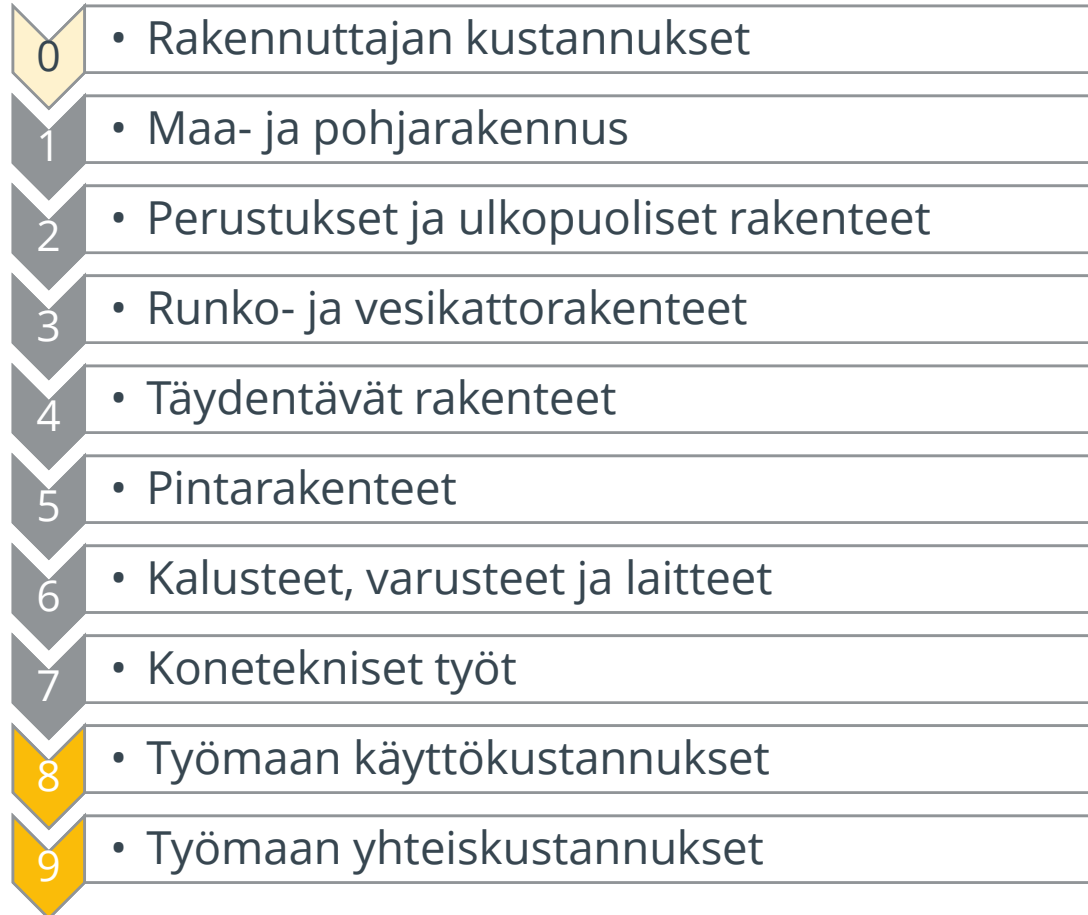 0 • Rakennuttajan kustannukset
1 • Maa- ja pohjarakennus
2 • Perustukset ja ulkopuoliset rakenteet
3 • Runko- ja vesikattorakenteet
4 • Täydentävät rakenteet
5 • Pintarakenteet
6 • Kalusteet, varusteet ja laitteet
7 • Konetekniset työt
8 • Työmaan käyttökustannukset
9 • Työmaan yhteiskustannukset